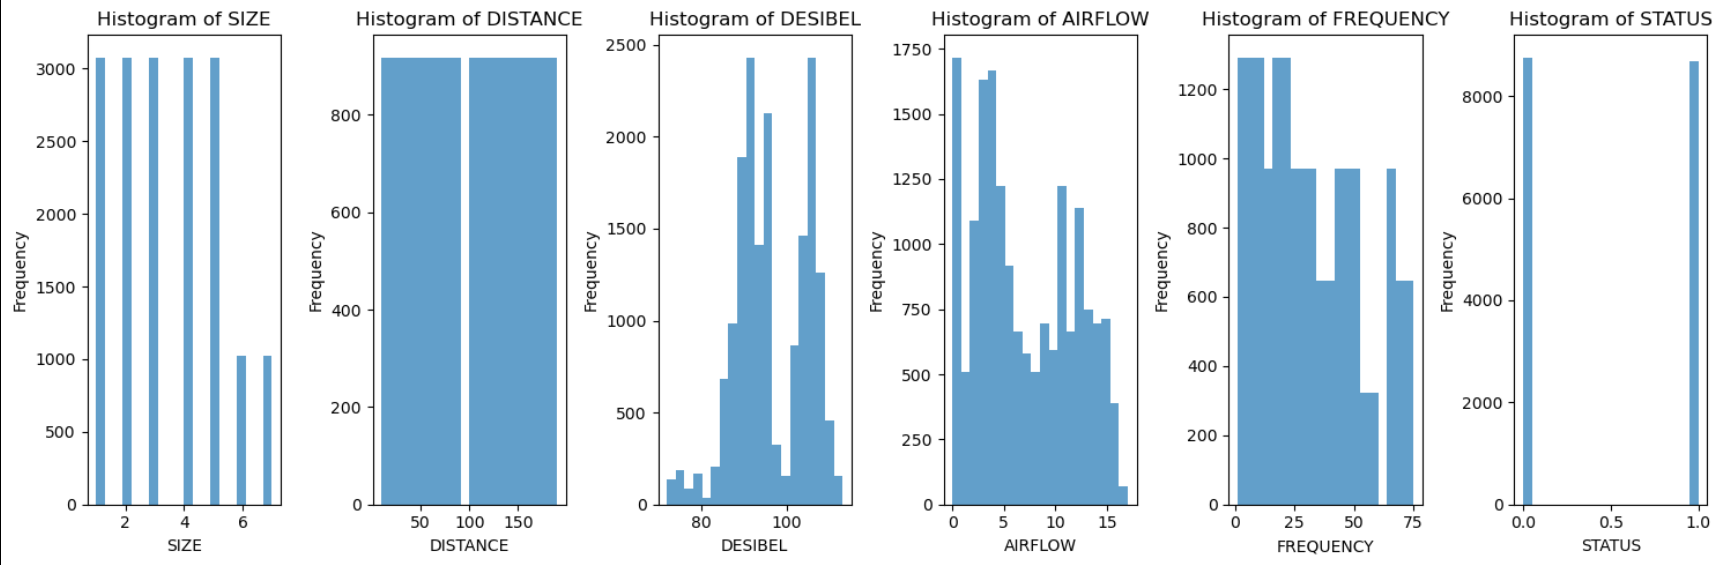 Histogram of SIZE
3000
2500
2000
1500
1000
500
0
2 4 6
Frequency
SIZE
Histogram of DISTANCE
800
600
400
200
0
50 100 150
Frequency
DISTANCE
Histogram of DESIBEL
2500
2000
1500
1000
500
0
80 100
Frequency
DESIBEL
Histogram of AIRFLOW
1750
1500
1250
1000
750
500
250
0
0 5 10 15
Frequency
AIRFLOW
Histogram of FREQUENCY
1200
1000
800
600
400
200
0
0 25 50 75
Frequency
FREQUENCY
Histogram of STATUS
8000
6000
4000
2000
0
0.0 0.5 1.0
Frequency
STATUS